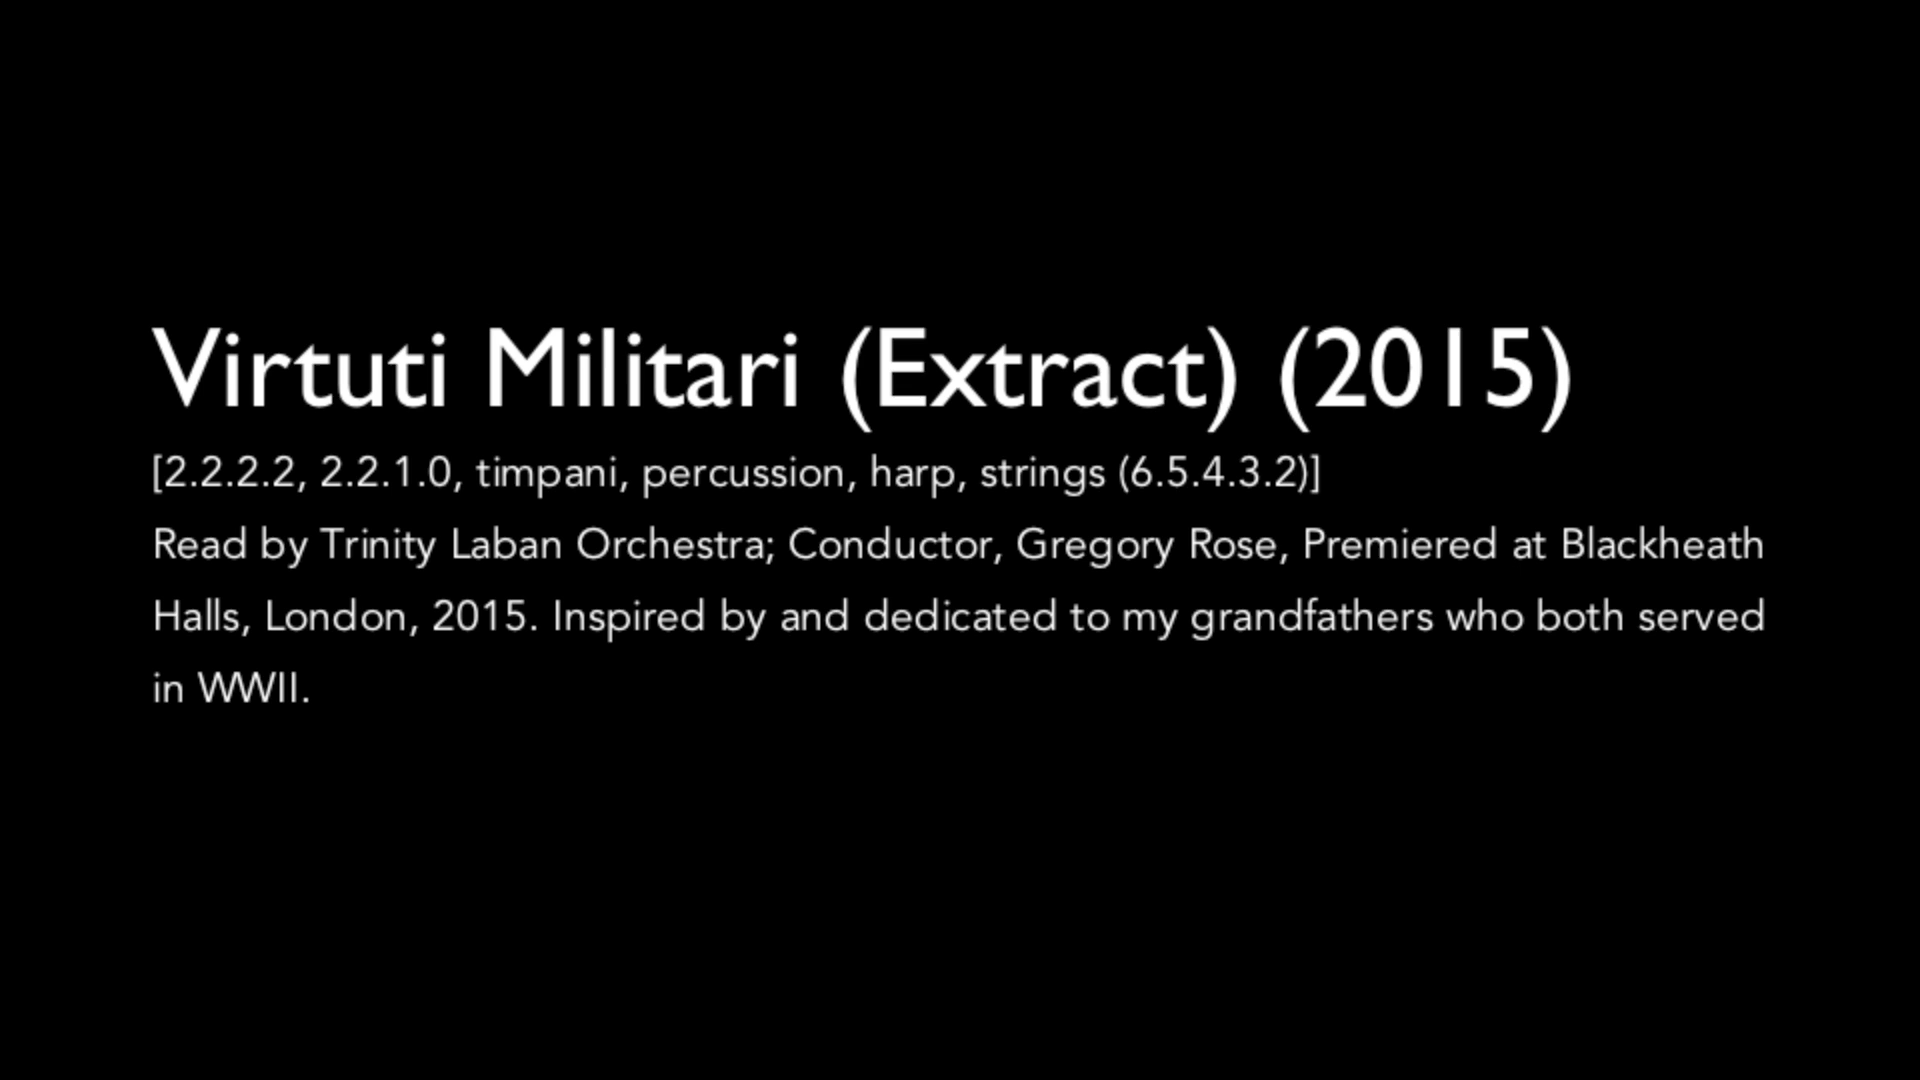 Virtuti Militari (Extract) (2015)
[2.2.2.2, 2.2.1.0, timpani, percussion, harp, strings (6.5.4.3.2)]
Read by Trinity Laban Orchestra; Conductor, Gregory Rose, Premiered at Blackheath
Halls, London, 2015. Inspired by and dedicated to my grandfathers who both served
in WWII.